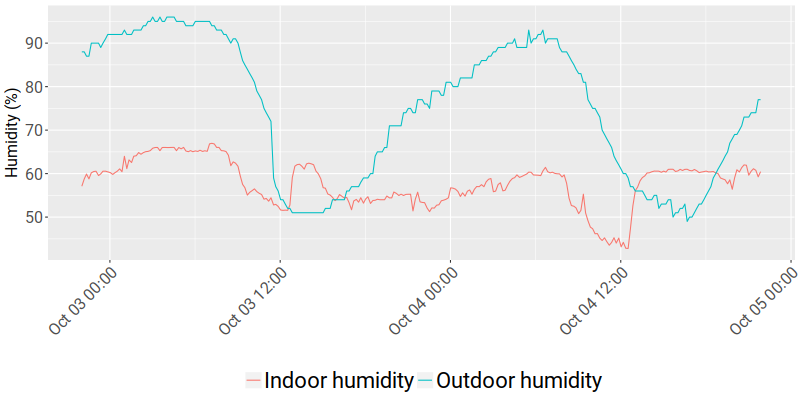 Humidity (%)
90
80
70
60
50
Oct 03 00:00
Oct 03 12:00
Oct 04 00:00
Oct 04 12:00
Oct 05 00:00
Indoor humidity Outdoor humidity